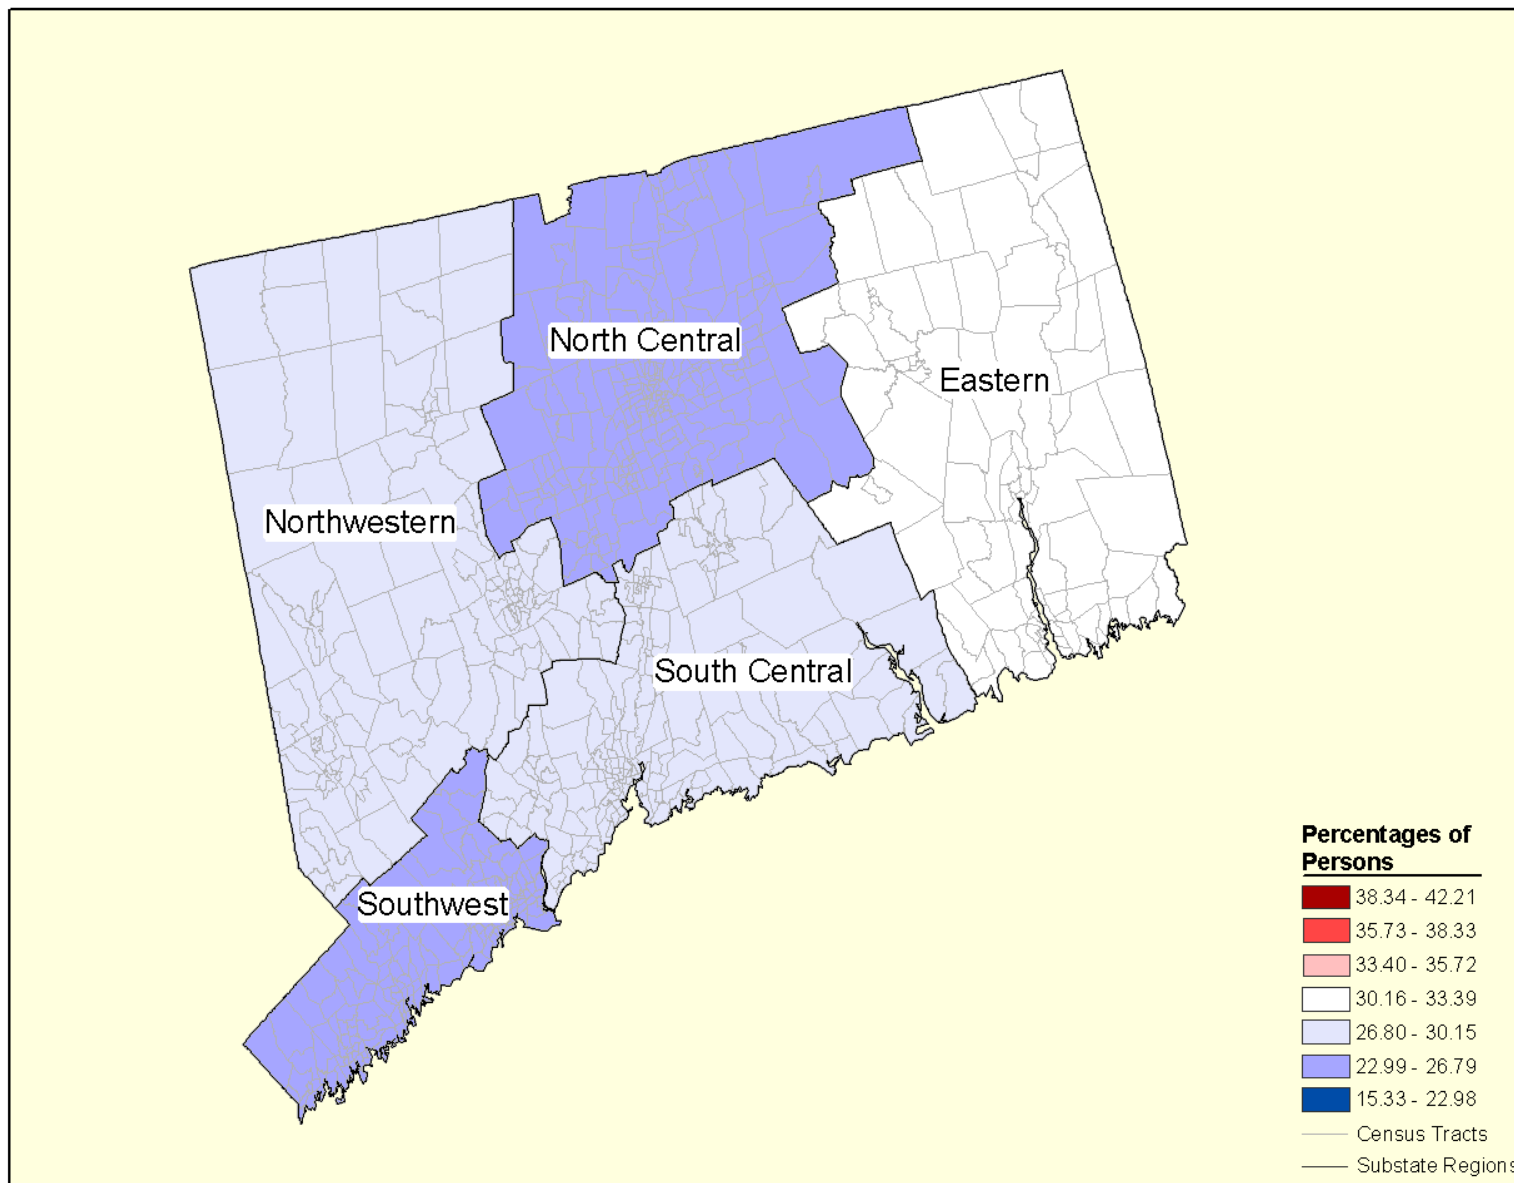 North Central
Eastern
Northwestern
South Central
Southwest
Percentages of
Persons
38.34 - 42.21
35.73 - 38.33
33.40 - 35.72
30.16 - 33.39
26.80 - 30.15
22.99 - 26.79
15.33 - 22.98
Census Tracts
Substate Regions